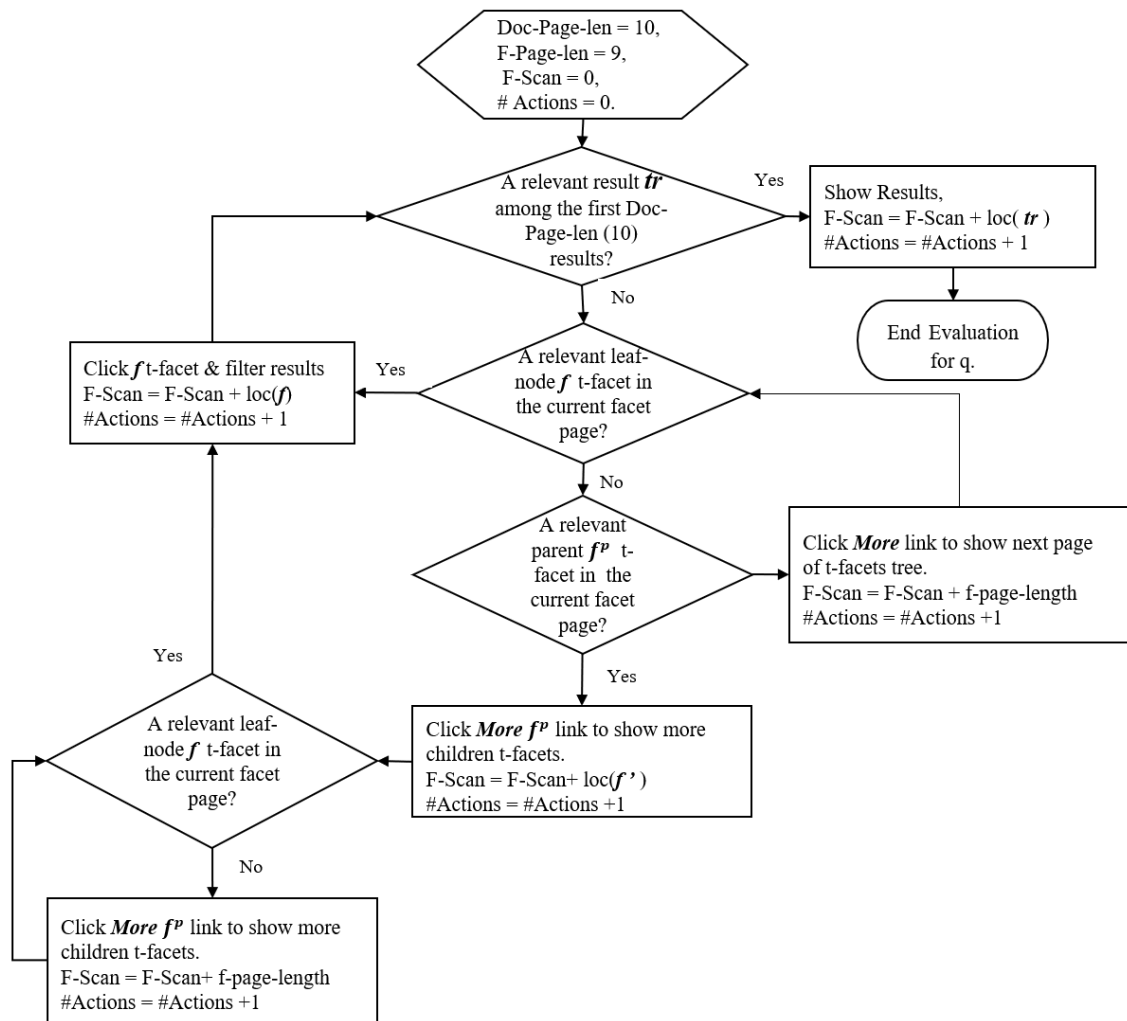 Doc-Page-len = 10,
F-Page-len = 9,
F-Scan = 0,
# Actions = 0.
A relevant result tr
among the first Doc-
Page-len (10)
results?
Yes
Show Results,
F-Scan = F-Scan + loc( tr )
#Actions = #Actions + 1
No
End Evaluation
for q.
A relevant leaf-
node f t-facet in
the current facet
page?
Yes
Click f t-facet & filter results
F-Scan = F-Scan + loc(f)
#Actions = #Actions + 1
No
A relevant
parent fᵖ t-
facet in the
current facet
page?
Click More link to show next page
of t-facets tree.
F-Scan = F-Scan + f-page-length
#Actions = #Actions +1
Yes
Yes
A relevant leaf-
node f t-facet in
the current facet
page?
Click More fᵖ link to show more
children t-facets.
F-Scan = F-Scan+ loc(f’ )
#Actions = #Actions +1
No
Click More fᵖ link to show more
children t-facets.
F-Scan = F-Scan+ f-page-length
#Actions = #Actions +1